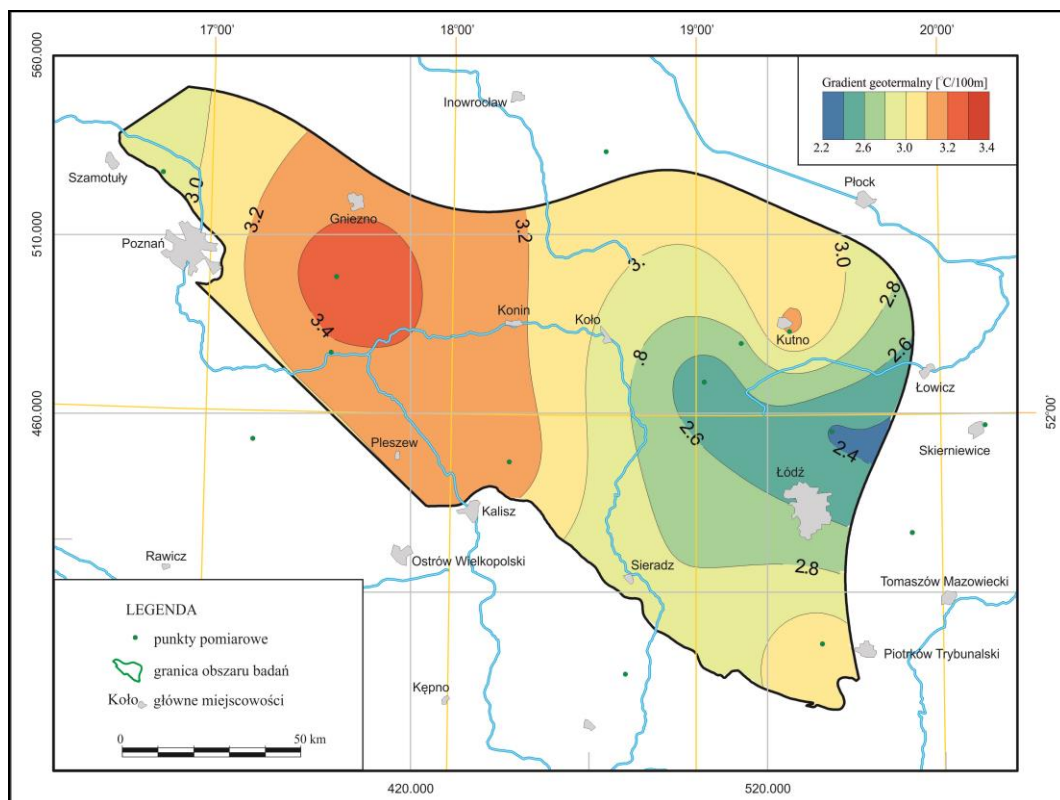 17°00'
18°00'
19°00'
20°00'
560.000
510.000
460.000
52°00'
420.000
520.000
Gradient geotermalny [°C/100m]
2.2 2.6 3.0 3.2 3.4
Inowrocław
Szamotuły
Płock
3.0
3.2
Gniezno
3.2
Poznań
3.
3.0
2.8
3.4
Konin
Koło
Kutno
.8
2.6
Łowicz
2.6
2.4
Skierniewice
Pleszew
Łódź
Kalisz
Rawicz
Ostrów Wielkopolski
Sieradz
2.8
Tomaszów Mazowiecki
Piotrków Trybunalski
Kępno
LEGENDA
punkty pomiarowe
granica obszaru badań
Koło główne miejscowości
0 50 km